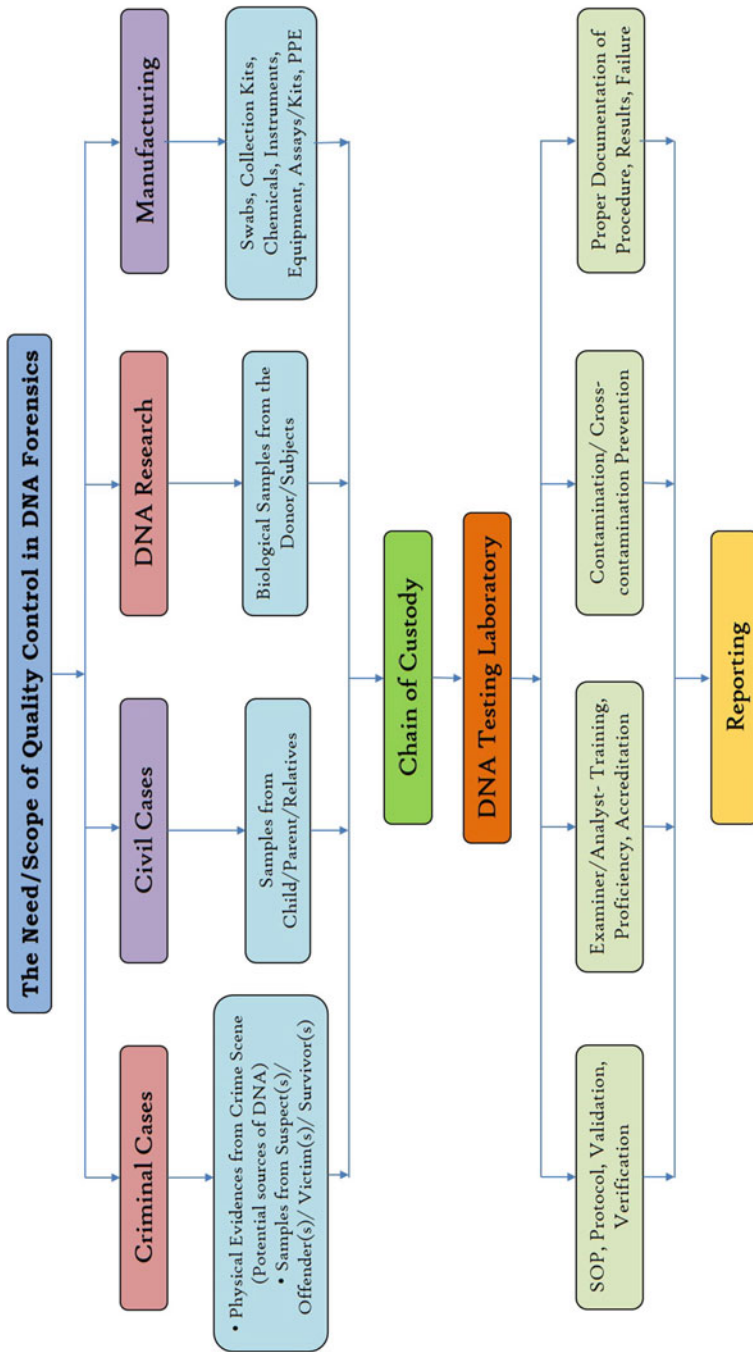 The Need/Scope of Quality Control in DNA Forensics
Criminal Cases
Civil Cases
DNA Research
Manufacturing
• Physical Evidences from Crime Scene
(Potential sources of DNA)
• Samples from Suspect(s)/
Offender(s)/ Victim(s)/ Survivor(s)
Samples from
Child/Parent/Relatives
Biological Samples from the
Donor/Subjects
Swabs, Collection Kits,
Chemicals, Instruments,
Equipment, Assays/Kits, PPE
Chain of Custody
DNA Testing Laboratory
SOP, Protocol, Validation,
Verification
Examiner/Analyst- Training,
Proficiency, Accreditation
Contamination/ Cross-
contamination Prevention
Proper Documentation of
Procedure, Results, Failure
Reporting